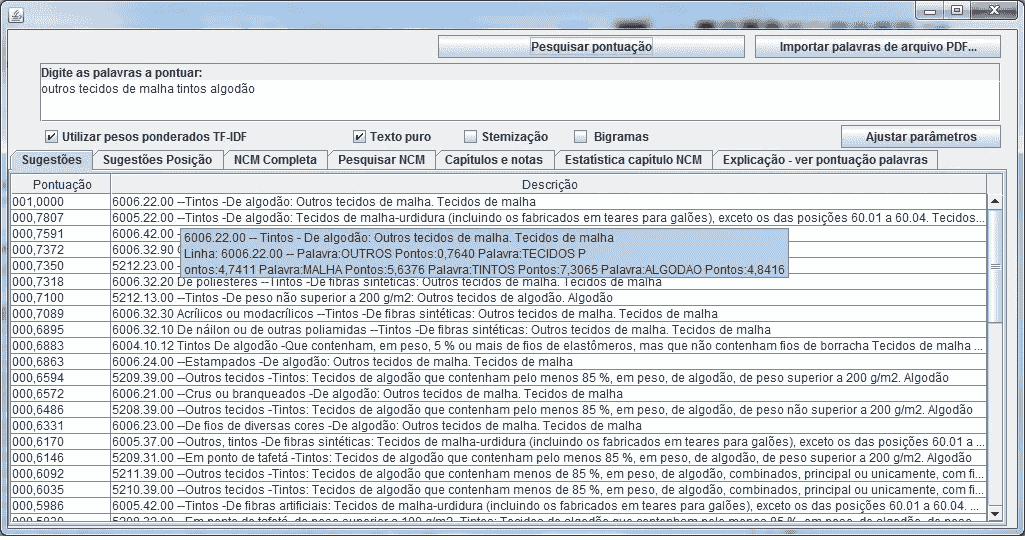 Pesquisar pontuação
Importar palavras de arquivo PDF...
Digite as palavras a pontuar:
outros tecidos de malha tintos algodão
Utilizar pesos ponderados TF-IDF
Texto puro
Stemização
Bigramas
Ajustar parâmetros
Sugestões
Sugestões Posição
NCM Completa
Pesquisar NCM
Capítulos e notas
Estatística capítulo NCM
Explicação - ver pontuação palavras
Pontuação
Descrição
001,0000 6006.22.00 --Tintos -De algodão: Outros tecidos de malha. Tecidos de malha
000,7807 6005.22.00 --Tintos -De algodão: Tecidos de malha-urdidura (incluindo os fabricados em teares para galões), exceto os das posições 60.01 a 60.04. Tecidos...
000,7591 6006.42.00
6006.22.00 -- Tintos - De algodão: Outros tecidos de malha. Tecidos de malha
000,7372 6006.32.90
Linha: 6006.22.00 -- Palavra:OUTROS Pontos:0,7640 Palavra:TECIDOS P
000,7350 5212.23.00
ontos:4,7411 Palavra:MALHA Pontos:5,6376 Palavra:TINTOS Pontos:7,3065 Palavra:ALGODAO Pontos:4,8416
000,7318 6006.32.20 De poliésteres --Tintos -De fibras sintéticas: Outros tecidos de malha. Tecidos de malha
000,7100 5212.13.00 --Tintos -De peso não superior a 200 g/m2: Outros tecidos de algodão. Algodão
000,7089 6006.32.30 Acrílicos ou modacrílicos --Tintos -De fibras sintéticas: Outros tecidos de malha. Tecidos de malha
000,6895 6006.32.10 De náilon ou de outras poliamidas --Tintos -De fibras sintéticas: Outros tecidos de malha. Tecidos de malha
000,6883 6004.10.12 Tintos De algodão -Que contenham, em peso, 5 % ou mais de fios de elastômeros, mas que não contenham fios de borracha Tecidos de malha ...
000,6863 6006.24.00 --Estampados -De algodão: Outros tecidos de malha. Tecidos de malha
000,6594 5209.39.00 --Outros tecidos -Tintos: Tecidos de algodão que contenham pelo menos 85 %, em peso, de algodão, de peso superior a 200 g/m2. Algodão
000,6572 6006.21.00 --Crus ou branqueados -De algodão: Outros tecidos de malha. Tecidos de malha
000,6486 5208.39.00 --Outros tecidos -Tintos: Tecidos de algodão que contenham pelo menos 85 %, em peso, de algodão, de peso não superior a 200 g/m2. Algodão
000,6331 6006.23.00 --De fios de diversas cores -De algodão: Outros tecidos de malha. Tecidos de malha
000,6170 6005.37.00 --Outros, tintos -De fibras sintéticas: Tecidos de malha-urdidura (incluindo os fabricados em teares para galões), exceto os das posições 60.01 a ...
000,6146 5209.31.00 --Em ponto de tafetá -Tintos: Tecidos de algodão que contenham pelo menos 85 %, em peso, de algodão, de peso superior a 200 g/m2. Algodão
000,6092 5211.39.00 --Outros tecidos -Tintos: Tecidos de algodão que contenham menos de 85 %, em peso, de algodão, combinados, principal ou unicamente, com fi...
000,6035 5210.39.00 --Outros tecidos -Tintos: Tecidos de algodão que contenham menos de 85 %, em peso, de algodão, combinados, principal ou unicamente, com fi...
000,5986 6005.42.00 --Tintos -De fibras artificiais: Tecidos de malha-urdidura (incluindo os fabricados em teares para galões), exceto os das posições 60.01 a 60.04. ...